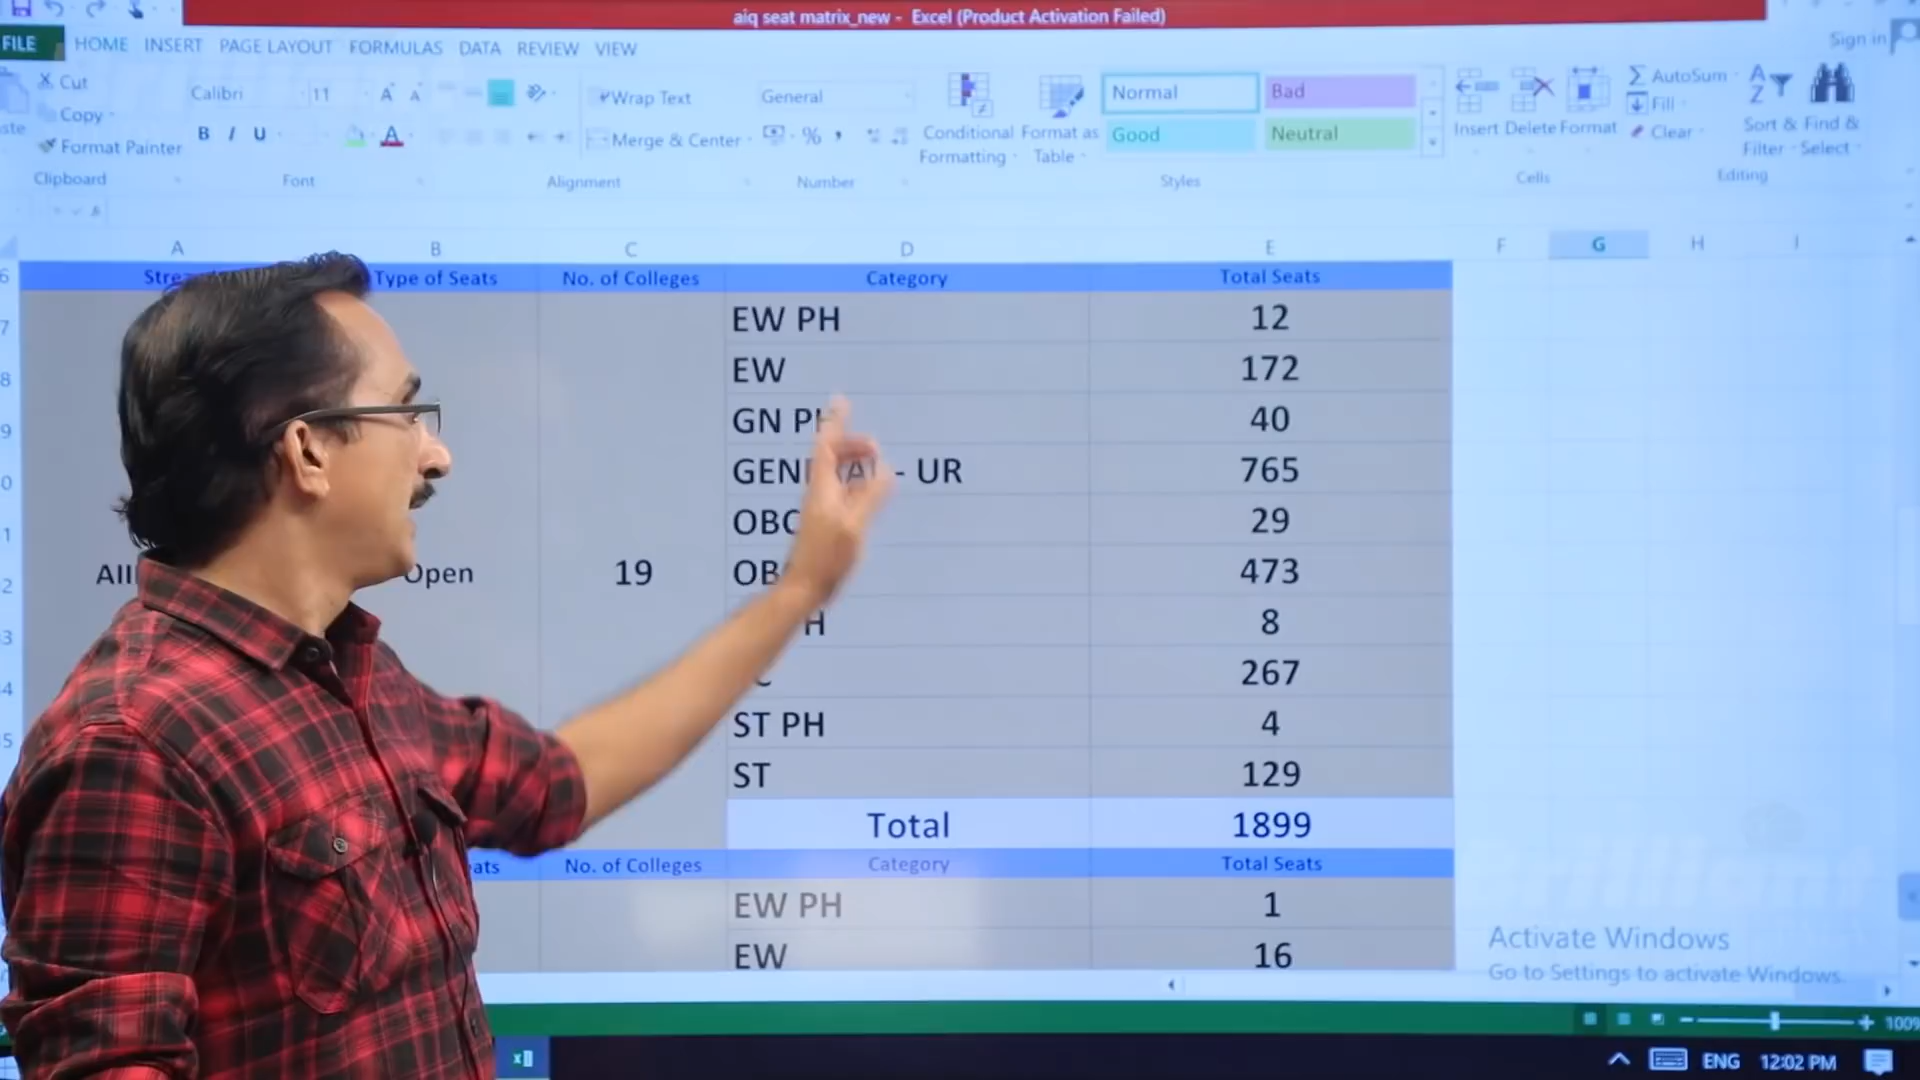 aiq seat matrix_new - Excel (Product Activation Failed)
FILE HOME INSERT PAGE LAYOUT FORMULAS DATA REVIEW VIEW Sign in
Cut
Copy
Format Painter
Clipboard
Calibri 11
B I U
Font
Wrap Text
Merge & Center
Alignment
General
%
Number
Conditional Formatting
Format as Table
Normal Bad
Good Neutral
Styles
Insert Delete Format
Cells
AutoSum
Fill
Clear
Sort & Filter
Find & Select
Editing
A B C D E F G H I
Type of Seats No. of Colleges Category Total Seats
EW PH 12
EW 172
GN PH 40
- UR 765
29
Open 19 473
8
267
ST PH 4
ST 129
Total 1899
No. of Colleges Category Total Seats
EW PH 1
EW 16
Activate Windows
Go to Settings to activate Windows.
100%
ENG 12:02 PM